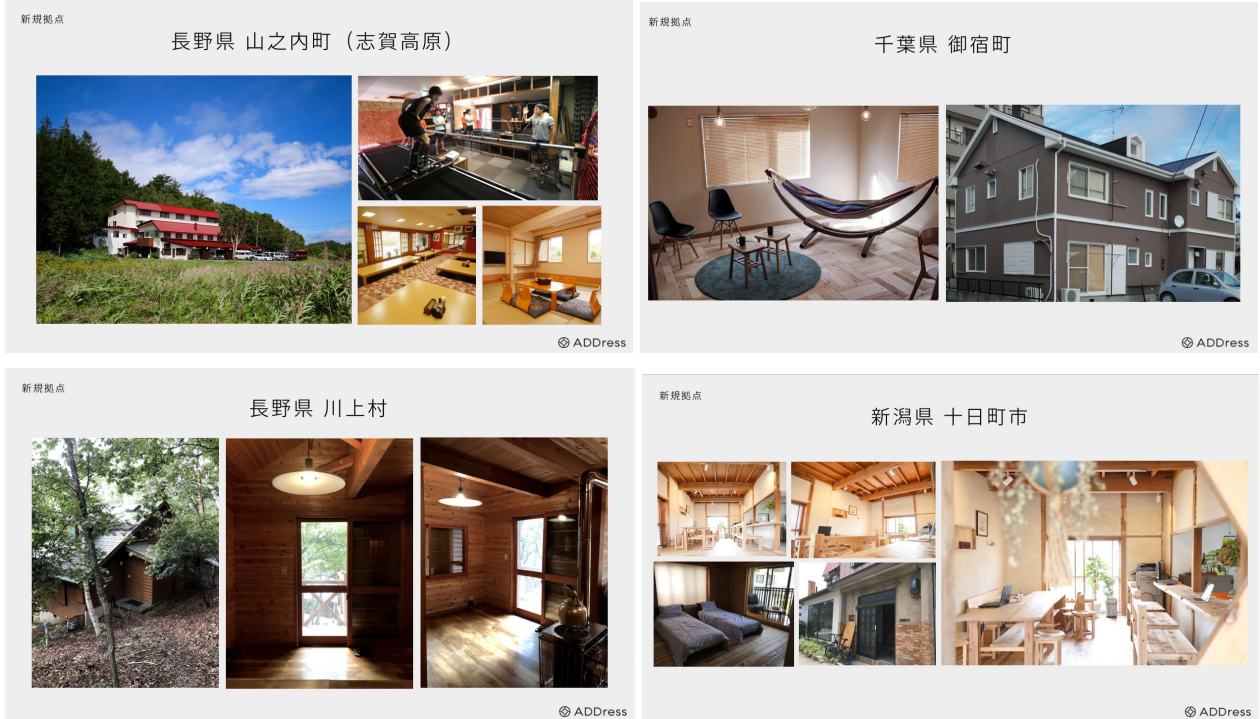 新規拠点
長野県 山之内町（志賀高原）
ADDress
新規拠点
千葉県 御宿町
ADDress
新規拠点
長野県 川上村
ADDress
新規拠点
新潟県 十日町市
ADDress